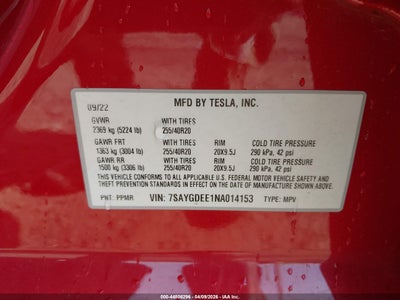 MFD BY TESLA, INC.
09/22
GVWR WITH TIRES
2369 kg (5224 lb) 255/40R20
GAWR FRT WITH TIRES RIM COLD TIRE PRESSURE
1363 kg (3004 lb) 255/40R20 20X9.5J 290 kPa, 42 psi
GAWR RR WITH TIRES RIM COLD TIRE PRESSURE
1500 kg (3306 lb) 255/40R20 20X9.5J 290 kPa, 42 psi
THIS VEHICLE CONFORMS TO ALL APPLICABLE FEDERAL MOTOR VEHICLE
SAFETY, BUMPER AND THEFT PREVENTION STANDARDS IN
EFFECT ON THE DATE OF MANUFACTURE SHOWN ABOVE.
PNT: PPMR VIN: 7SAYGDEE1NA014153 TYPE: MPV
000-44808296 - 04/09/2026 - IAAI